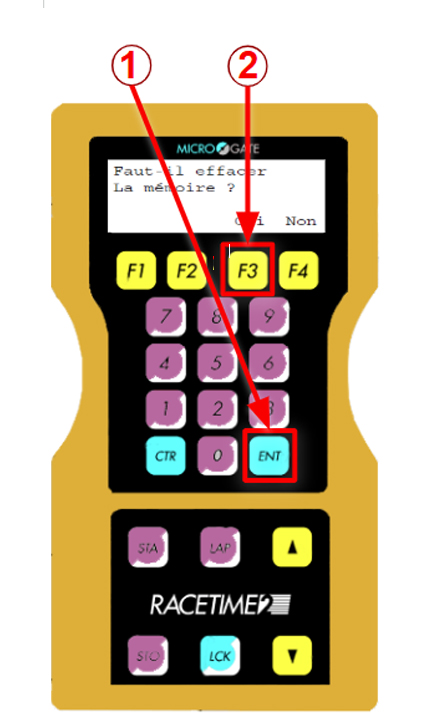 1 2
MICROGATE
Faut-il effacer
La mémoire ?
Oui Non
F1 F2 F3 F4
7 8 9
4 5 6
1 2 3
CTR 0 ENT
STA LAP
RACETIME2
STO LCK